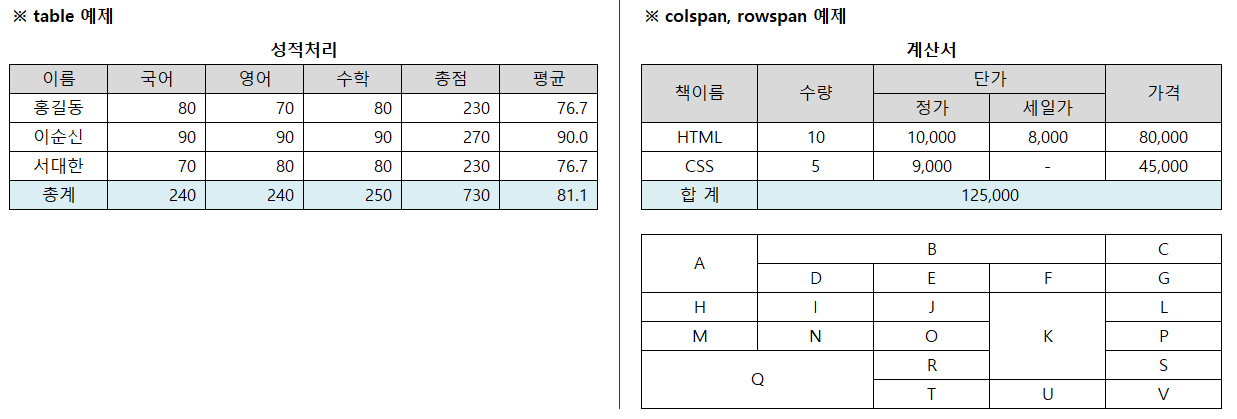 ※ table 예제
성적처리
이름 국어 영어 수학 총점 평균
홍길동 80 70 80 230 76.7
이순신 90 90 90 270 90.0
서대한 70 80 80 230 76.7
총계 240 240 250 730 81.1
※ colspan, rowspan 예제
계산서
책이름 수량 단가 가격
정가 세일가
HTML 10 10,000 8,000 80,000
CSS 5 9,000 - 45,000
합 계 125,000
A B C
D E F G
H I J K L
M N O P
Q R S
T U V